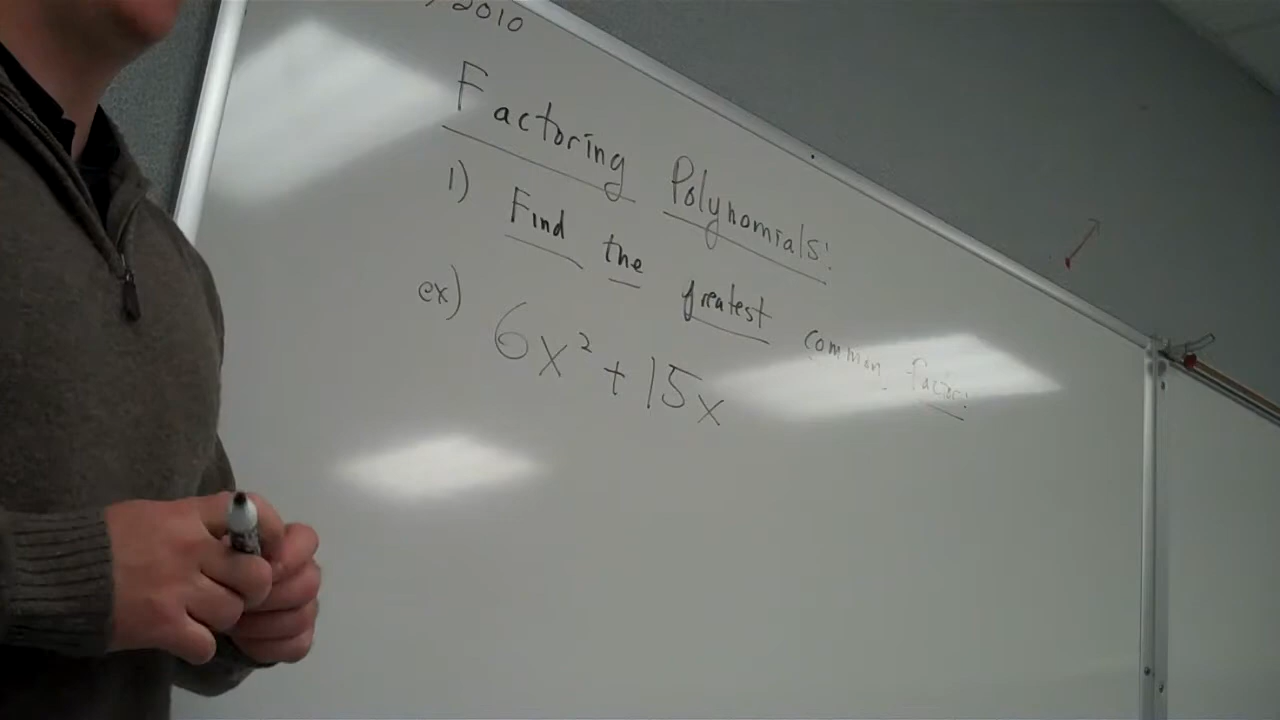 /2010
Factoring Polynomials:
1) Find the greatest common factor:
ex) 6x² + 15x